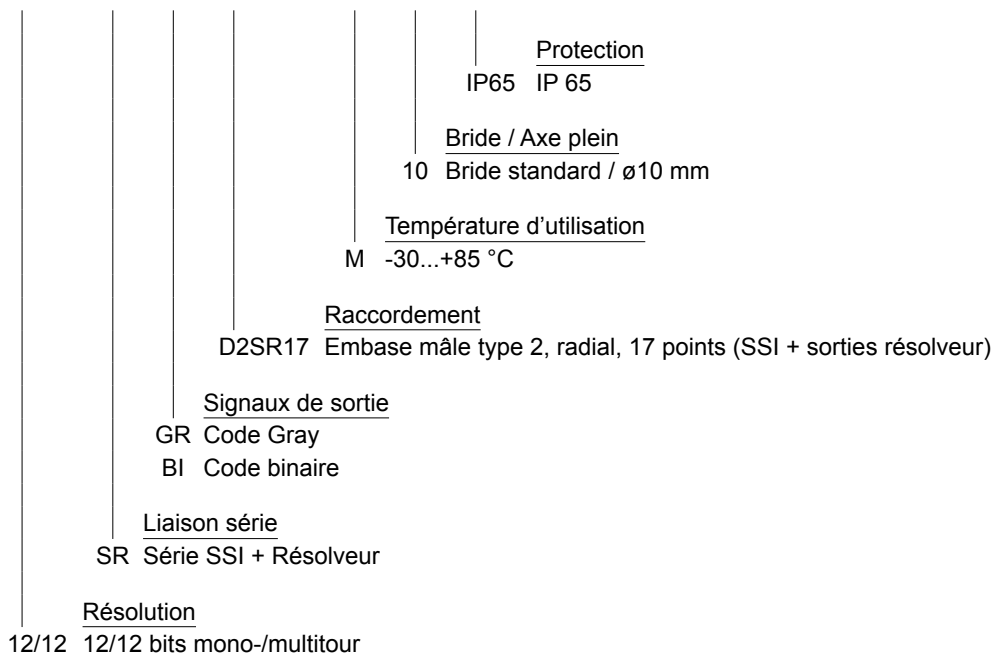 Protection
IP65 IP 65
Bride / Axe plein
10 Bride standard / ø10 mm
Température d’utilisation
M -30...+85 °C
Raccordement
D2SR17 Embase mâle type 2, radial, 17 points (SSI + sorties résolveur)
Signaux de sortie
GR Code Gray
BI Code binaire
Liaison série
SR Série SSI + Résolveur
Résolution
12/12 12/12 bits mono-/multitour